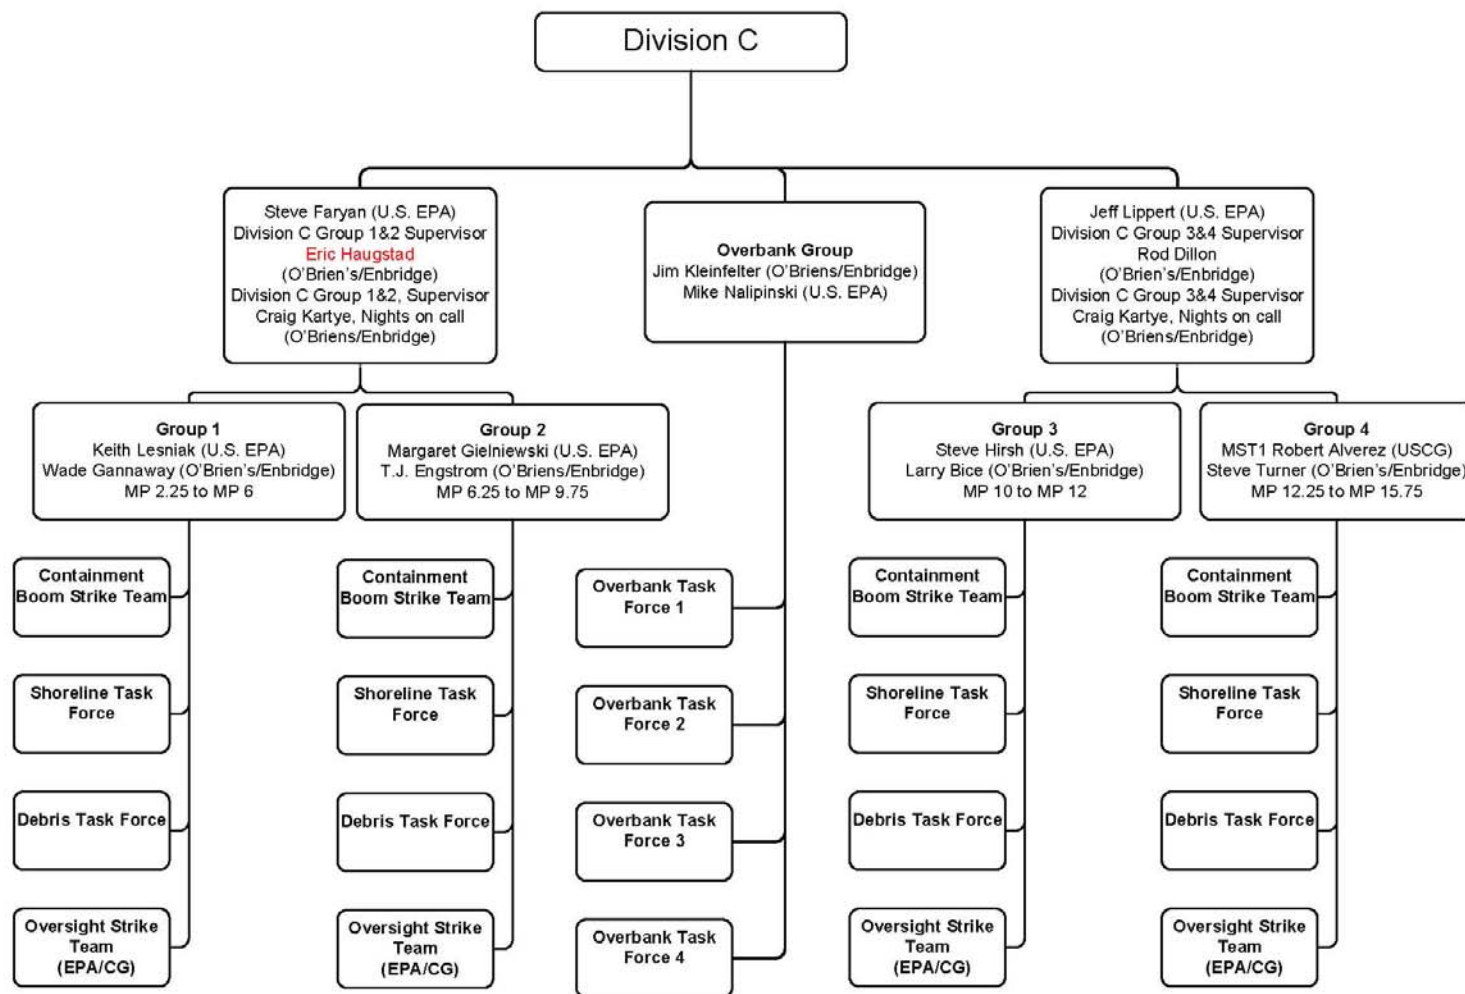 Division C
Steve Faryan (U.S. EPA)
Division C Group 1&2 Supervisor
Eric Haugstad
(O'Brien's/Enbridge)
Division C Group 1&2, Supervisor
Craig Kartye, Nights on call
(O'Briens/Enbridge)
Overbank Group
Jim Kleinfelter (O'Briens/Enbridge)
Mike Nalipinski (U.S. EPA)
Jeff Lippert (U.S. EPA)
Division C Group 3&4 Supervisor
Rod Dillon
(O'Brien's/Enbridge)
Division C Group 3&4 Supervisor
Craig Kartye, Nights on call
(O'Briens/Enbridge)
Group 1
Keith Lesniak (U.S. EPA)
Wade Gannaway (O'Brien's/Enbridge)
MP 2.25 to MP 6
Group 2
Margaret Gielniewski (U.S. EPA)
T.J. Engstrom (O'Briens/Enbridge)
MP 6.25 to MP 9.75
Group 3
Steve Hirsh (U.S. EPA)
Larry Bice (O'Brien's/Enbridge)
MP 10 to MP 12
Group 4
MST1 Robert Alverez (USCG)
Steve Turner (O'Brien's/Enbridge)
MP 12.25 to MP 15.75
Containment
Boom Strike Team
Shoreline Task
Force
Debris Task Force
Oversight Strike
Team
(EPA/CG)
Containment
Boom Strike Team
Shoreline Task
Force
Debris Task Force
Oversight Strike
Team
(EPA/CG)
Overbank Task
Force 1
Overbank Task
Force 2
Overbank Task
Force 3
Overbank Task
Force 4
Containment
Boom Strike Team
Shoreline Task
Force
Debris Task Force
Oversight Strike
Team
(EPA/CG)
Containment
Boom Strike Team
Shoreline Task
Force
Debris Task Force
Oversight Strike
Team
(EPA/CG)